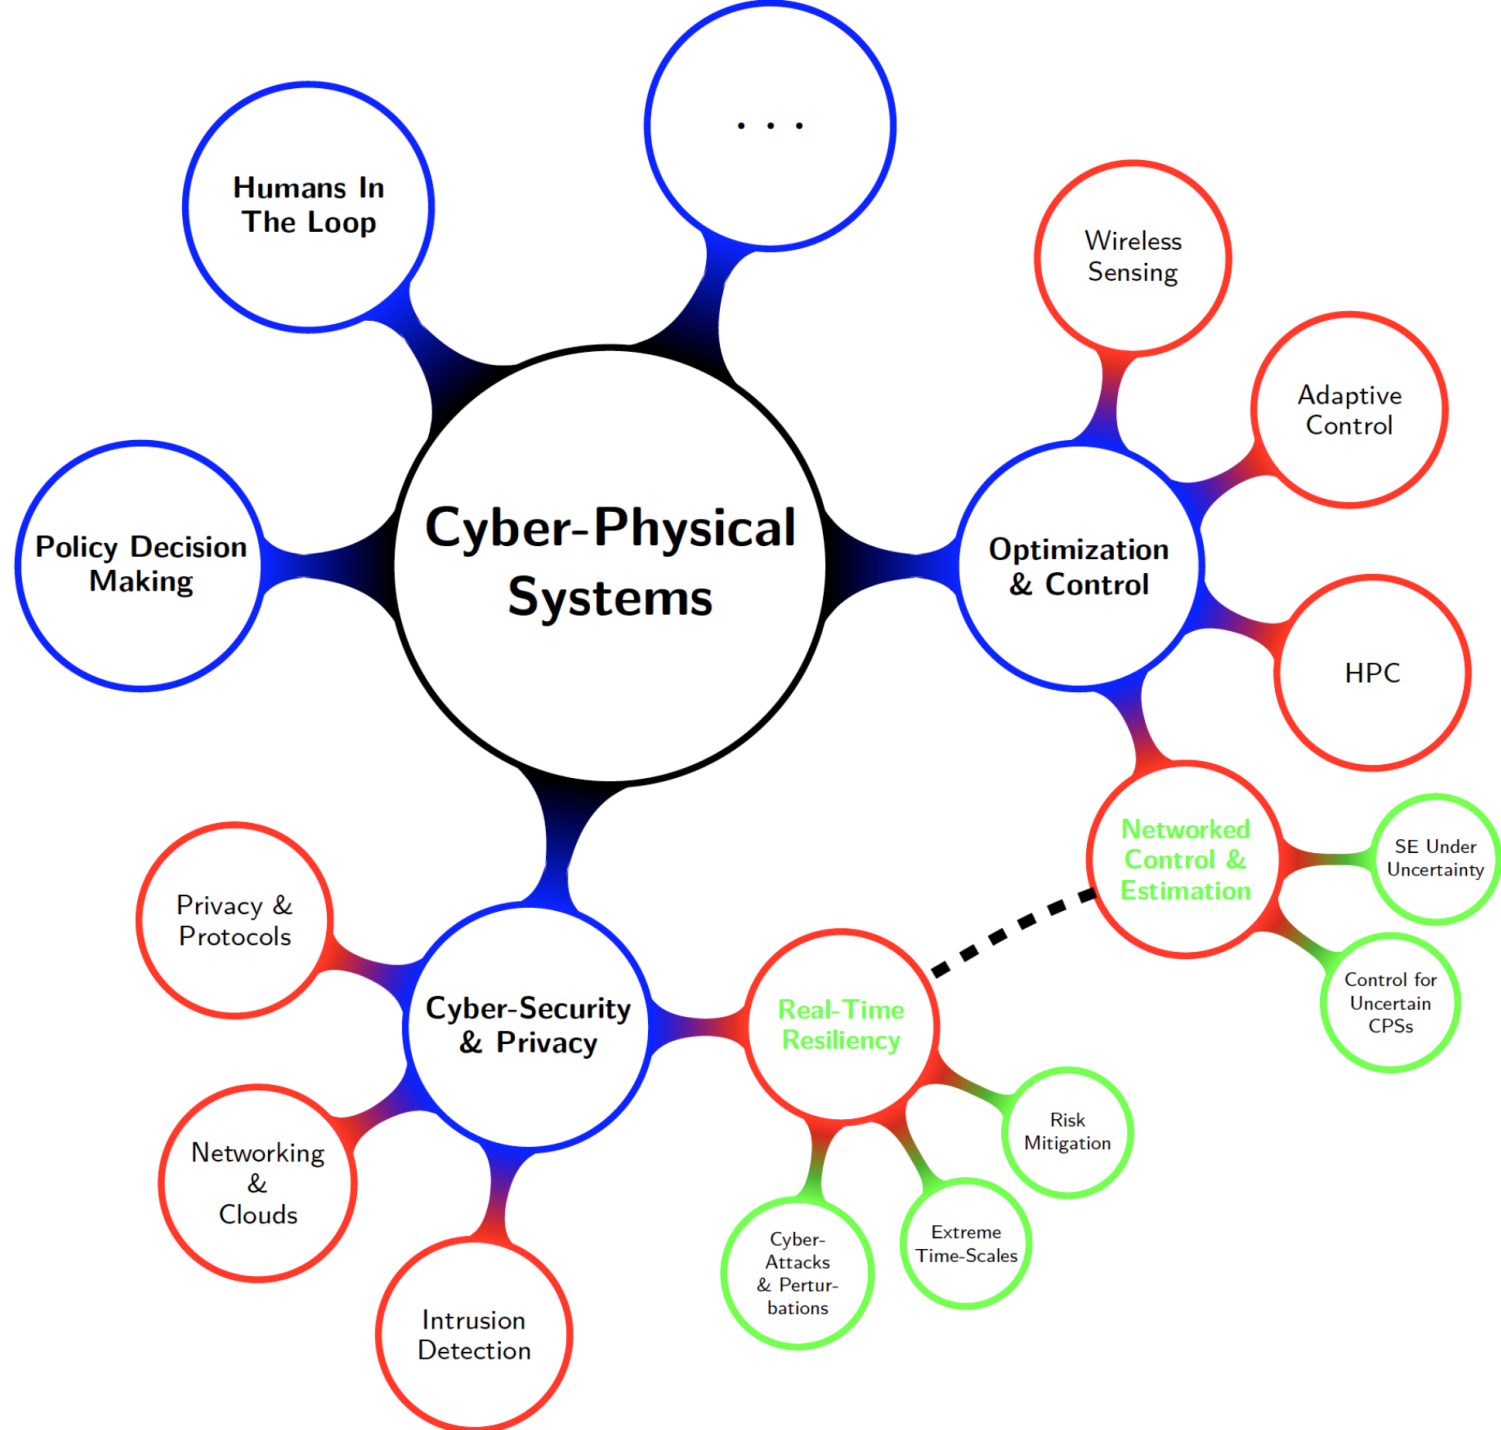 . . .
Humans In
The Loop
Wireless
Sensing
Adaptive
Control
Cyber-Physical
Systems
Policy Decision
Making
Optimization
& Control
HPC
Networked
Control &
Estimation
SE Under
Uncertainty
Control for
Uncertain
CPSs
Privacy &
Protocols
Cyber-Security
& Privacy
Real-Time
Resiliency
Risk
Mitigation
Networking
&
Clouds
Extreme
Time-Scales
Cyber-
Attacks
& Pertur-
bations
Intrusion
Detection